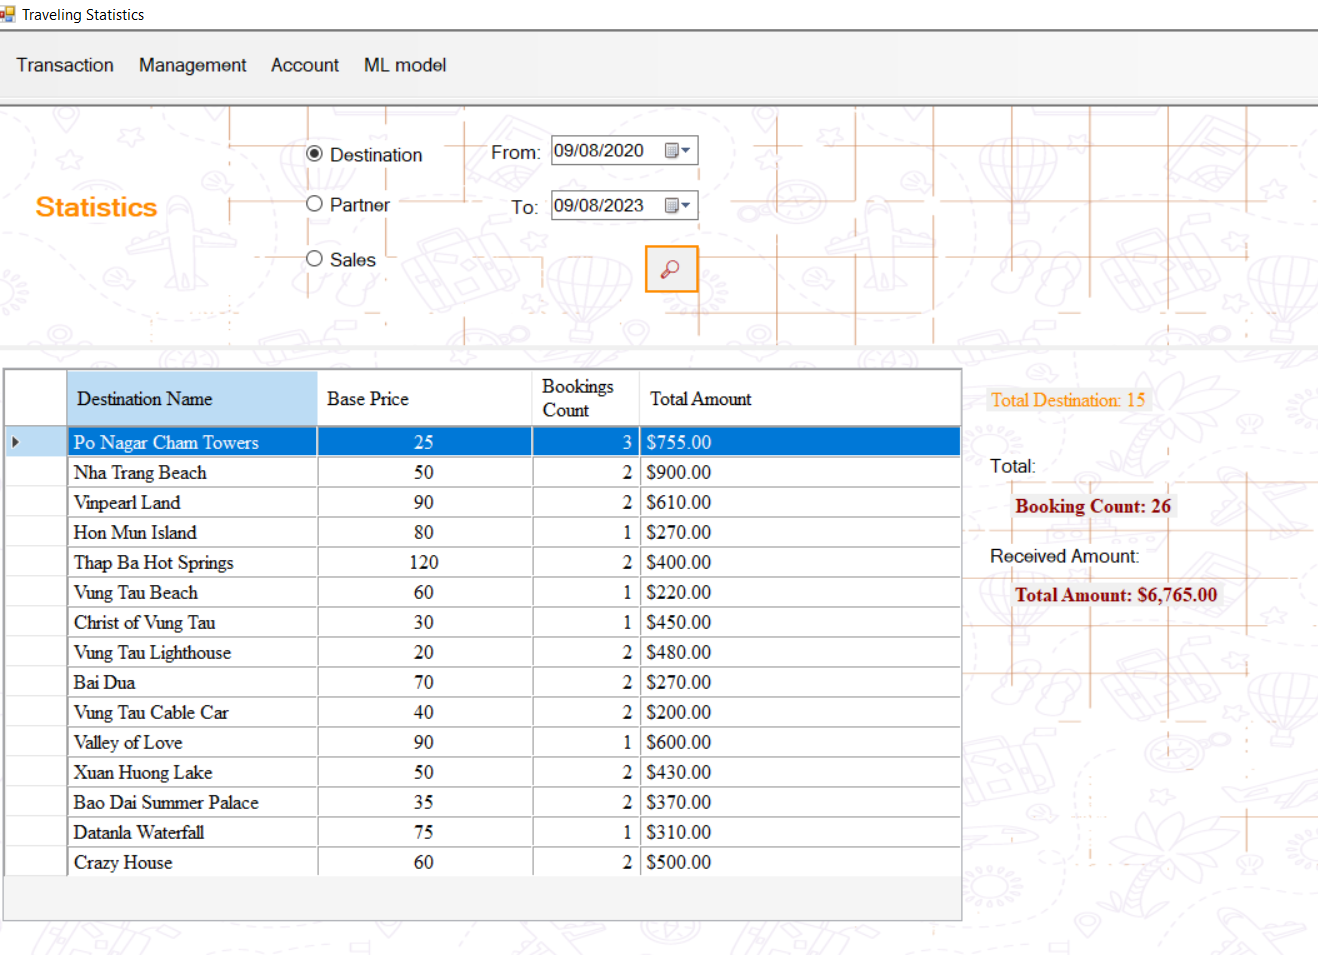 Traveling Statistics
Transaction Management Account ML model
Statistics
Destination
Partner
Sales
From: 09/08/2020
To: 09/08/2023
Destination Name Base Price Bookings Count Total Amount
Po Nagar Cham Towers 25 3 $755.00
Nha Trang Beach 50 2 $900.00
Vinpearl Land 90 2 $610.00
Hon Mun Island 80 1 $270.00
Thap Ba Hot Springs 120 2 $400.00
Vung Tau Beach 60 1 $220.00
Christ of Vung Tau 30 1 $450.00
Vung Tau Lighthouse 20 2 $480.00
Bai Dua 70 2 $270.00
Vung Tau Cable Car 40 2 $200.00
Valley of Love 90 1 $600.00
Xuan Huong Lake 50 2 $430.00
Bao Dai Summer Palace 35 2 $370.00
Datanla Waterfall 75 1 $310.00
Crazy House 60 2 $500.00
Total Destination: 15
Total:
Booking Count: 26
Received Amount:
Total Amount: $6,765.00